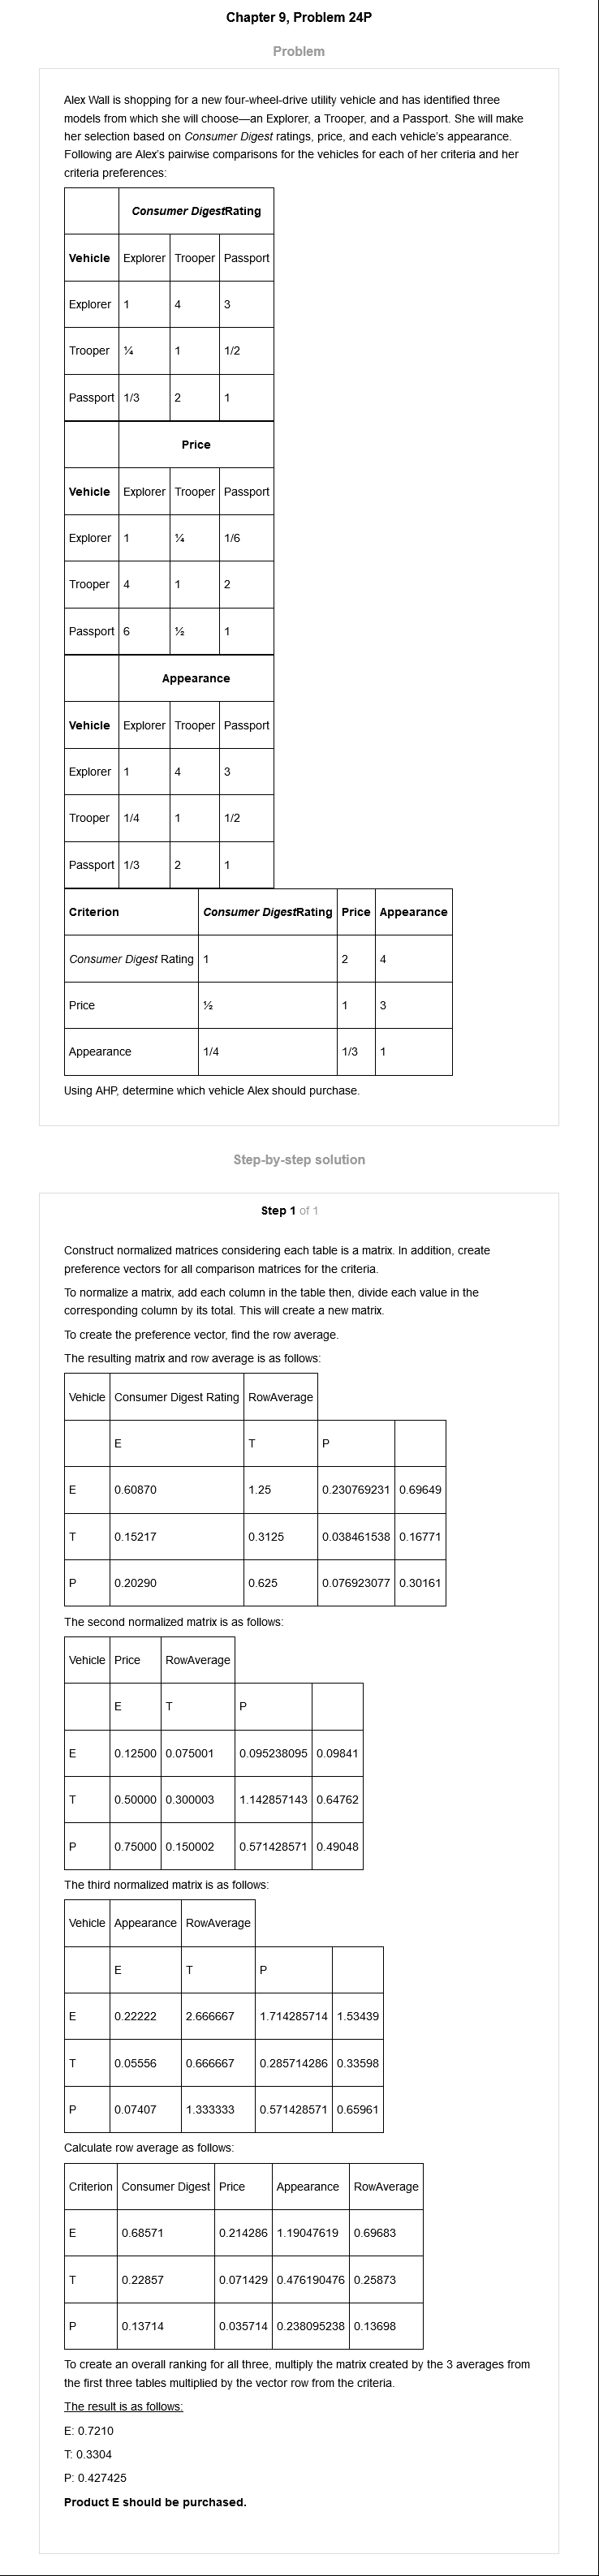 Chapter 9, Problem 24P
Problem
Alex Wall is shopping for a new four-wheel-drive utility vehicle and has identified three
models from which she will choose—an Explorer, a Trooper, and a Passport. She will make
her selection based on Consumer Digest ratings, price, and each vehicle's appearance.
Following are Alex's pairwise comparisons for the vehicles for each of her criteria and her
criteria preferences:
Consumer DigestRating
Vehicle Explorer Trooper Passport
Explorer 1 4 3
Trooper ¼ 1 1/2
Passport 1/3 2 1
Price
Vehicle Explorer Trooper Passport
Explorer 1 ¼ 1/6
Trooper 4 1 2
Passport 6 ½ 1
Appearance
Vehicle Explorer Trooper Passport
Explorer 1 4 3
Trooper 1/4 1 1/2
Passport 1/3 2 1
Criterion Consumer DigestRating Price Appearance
Consumer Digest Rating 1 2 4
Price ½ 1 3
Appearance 1/4 1/3 1
Using AHP, determine which vehicle Alex should purchase.
Step-by-step solution
Step 1 of 1
Construct normalized matrices considering each table is a matrix. In addition, create
preference vectors for all comparison matrices for the criteria.
To normalize a matrix, add each column in the table then, divide each value in the
corresponding column by its total. This will create a new matrix.
To create the preference vector, find the row average.
The resulting matrix and row average is as follows:
Vehicle Consumer Digest Rating RowAverage
E T P
E 0.60870 1.25 0.230769231 0.69649
T 0.15217 0.3125 0.038461538 0.16771
P 0.20290 0.625 0.076923077 0.30161
The second normalized matrix is as follows:
Vehicle Price RowAverage
E T P
E 0.12500 0.075001 0.095238095 0.09841
T 0.50000 0.300003 1.142857143 0.64762
P 0.75000 0.150002 0.571428571 0.49048
The third normalized matrix is as follows:
Vehicle Appearance RowAverage
E T P
E 0.22222 2.666667 1.714285714 1.53439
T 0.05556 0.666667 0.285714286 0.33598
P 0.07407 1.333333 0.571428571 0.65961
Calculate row average as follows:
Criterion Consumer Digest Price Appearance RowAverage
E 0.68571 0.214286 1.19047619 0.69683
T 0.22857 0.071429 0.476190476 0.25873
P 0.13714 0.035714 0.238095238 0.13698
To create an overall ranking for all three, multiply the matrix created by the 3 averages from
the first three tables multiplied by the vector row from the criteria.
The result is as follows:
E: 0.7210
T: 0.3304
P: 0.427425
Product E should be purchased.